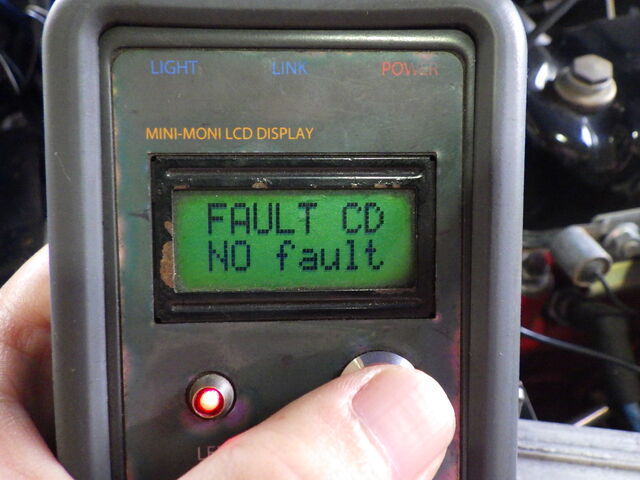 LIGHT LINK POWER
MINI-MONI LCD DISPLAY
FAULT CD
NO fault